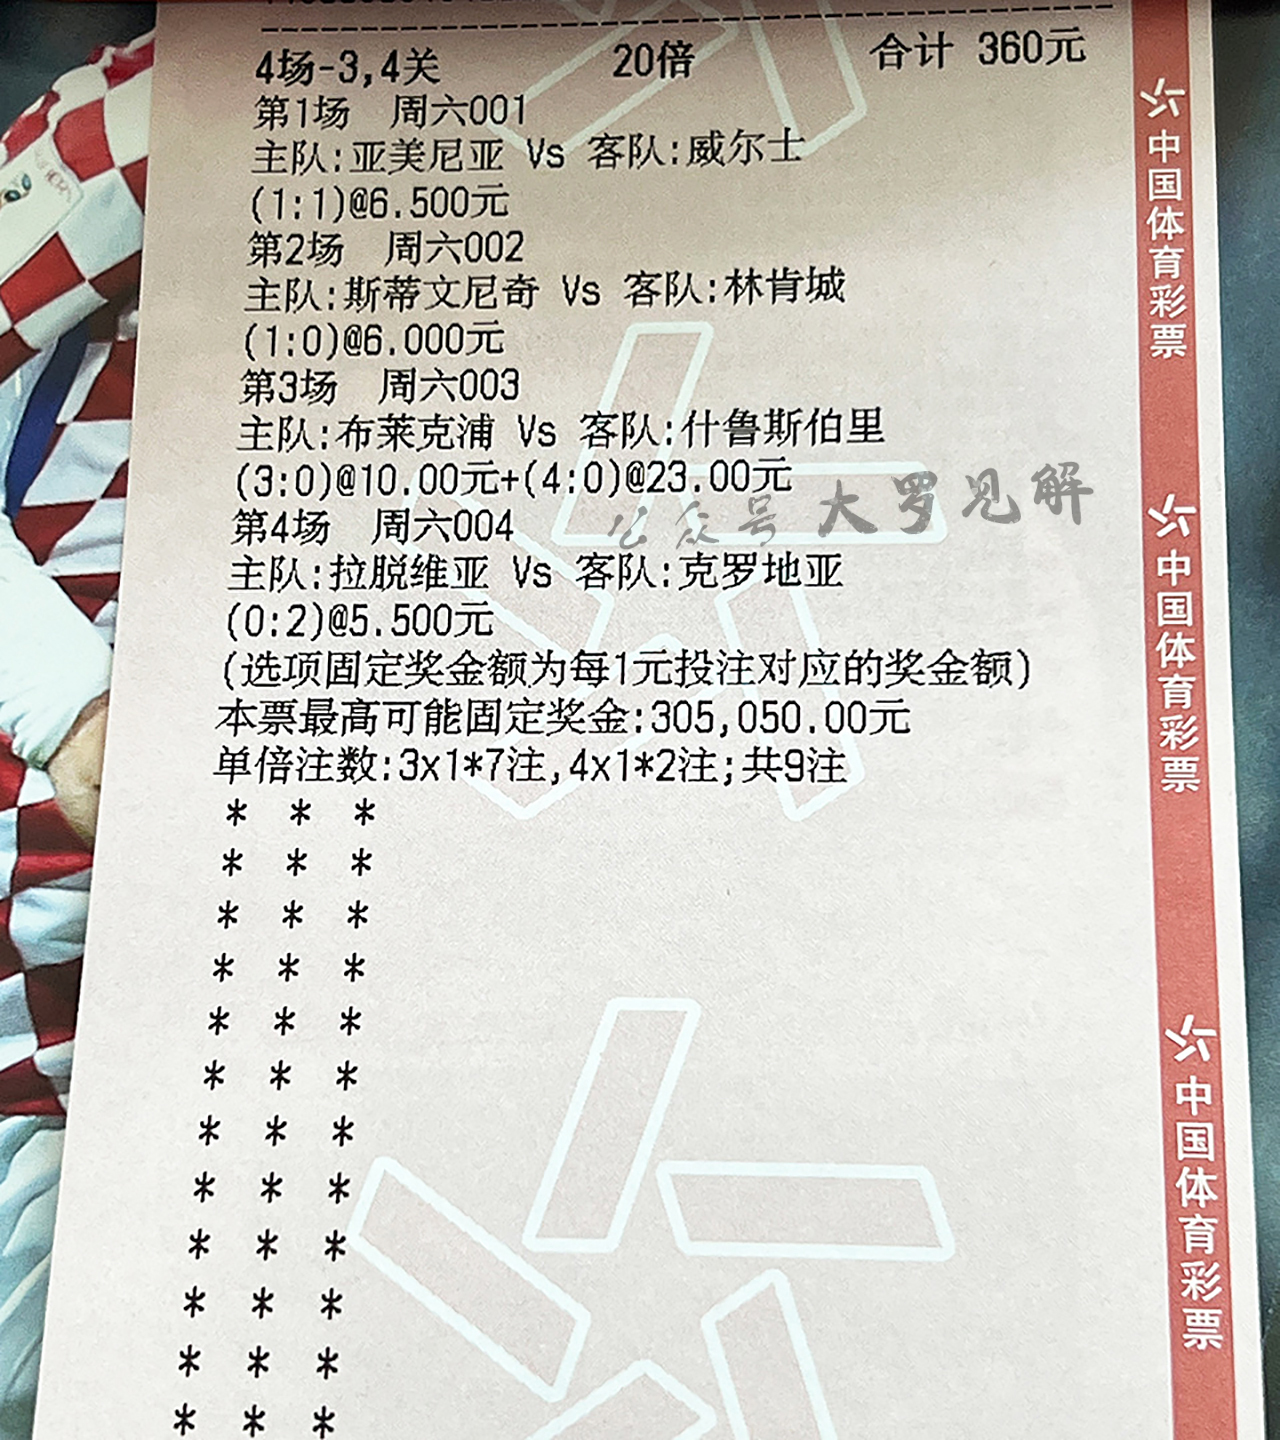 4场-3,4关 20倍 合计 360元
第1场 周六001
主队:亚美尼亚 Vs 客队:威尔士
(1:1)@6.500元
第2场 周六002
主队:斯蒂文尼奇 Vs 客队:林肯城
(1:0)@6.000元
第3场 周六003
主队:布莱克浦 Vs 客队:什鲁斯伯里
(3:0)@10.00元+(4:0)@23.00元
公众号 大罗见解
第4场 周六004
主队:拉脱维亚 Vs 客队:克罗地亚
(0:2)@5.500元
(选项固定奖金额为每1元投注对应的奖金额)
本票最高可能固定奖金:305,050.00元
单倍注数:3x1*7注,4x1*2注;共9注
* * *
* * *
* * *
* * *
* * *
* * *
* * *
* * *
* * *
* * *
* * *
* * *
中国体育彩票
中国体育彩票
中国体育彩票